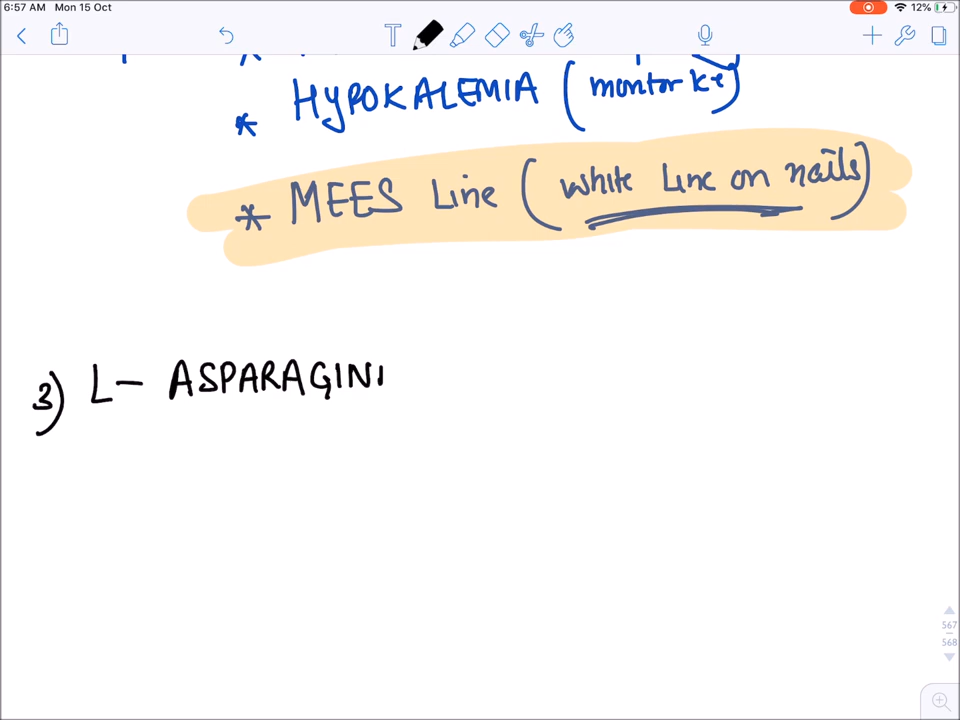 6:57 AM Mon 15 Oct 12%
T
* HYPOKALEMIA (monitor k+)
* MEES Line (white line on nails)
3) L- ASPARAGINI
567
568